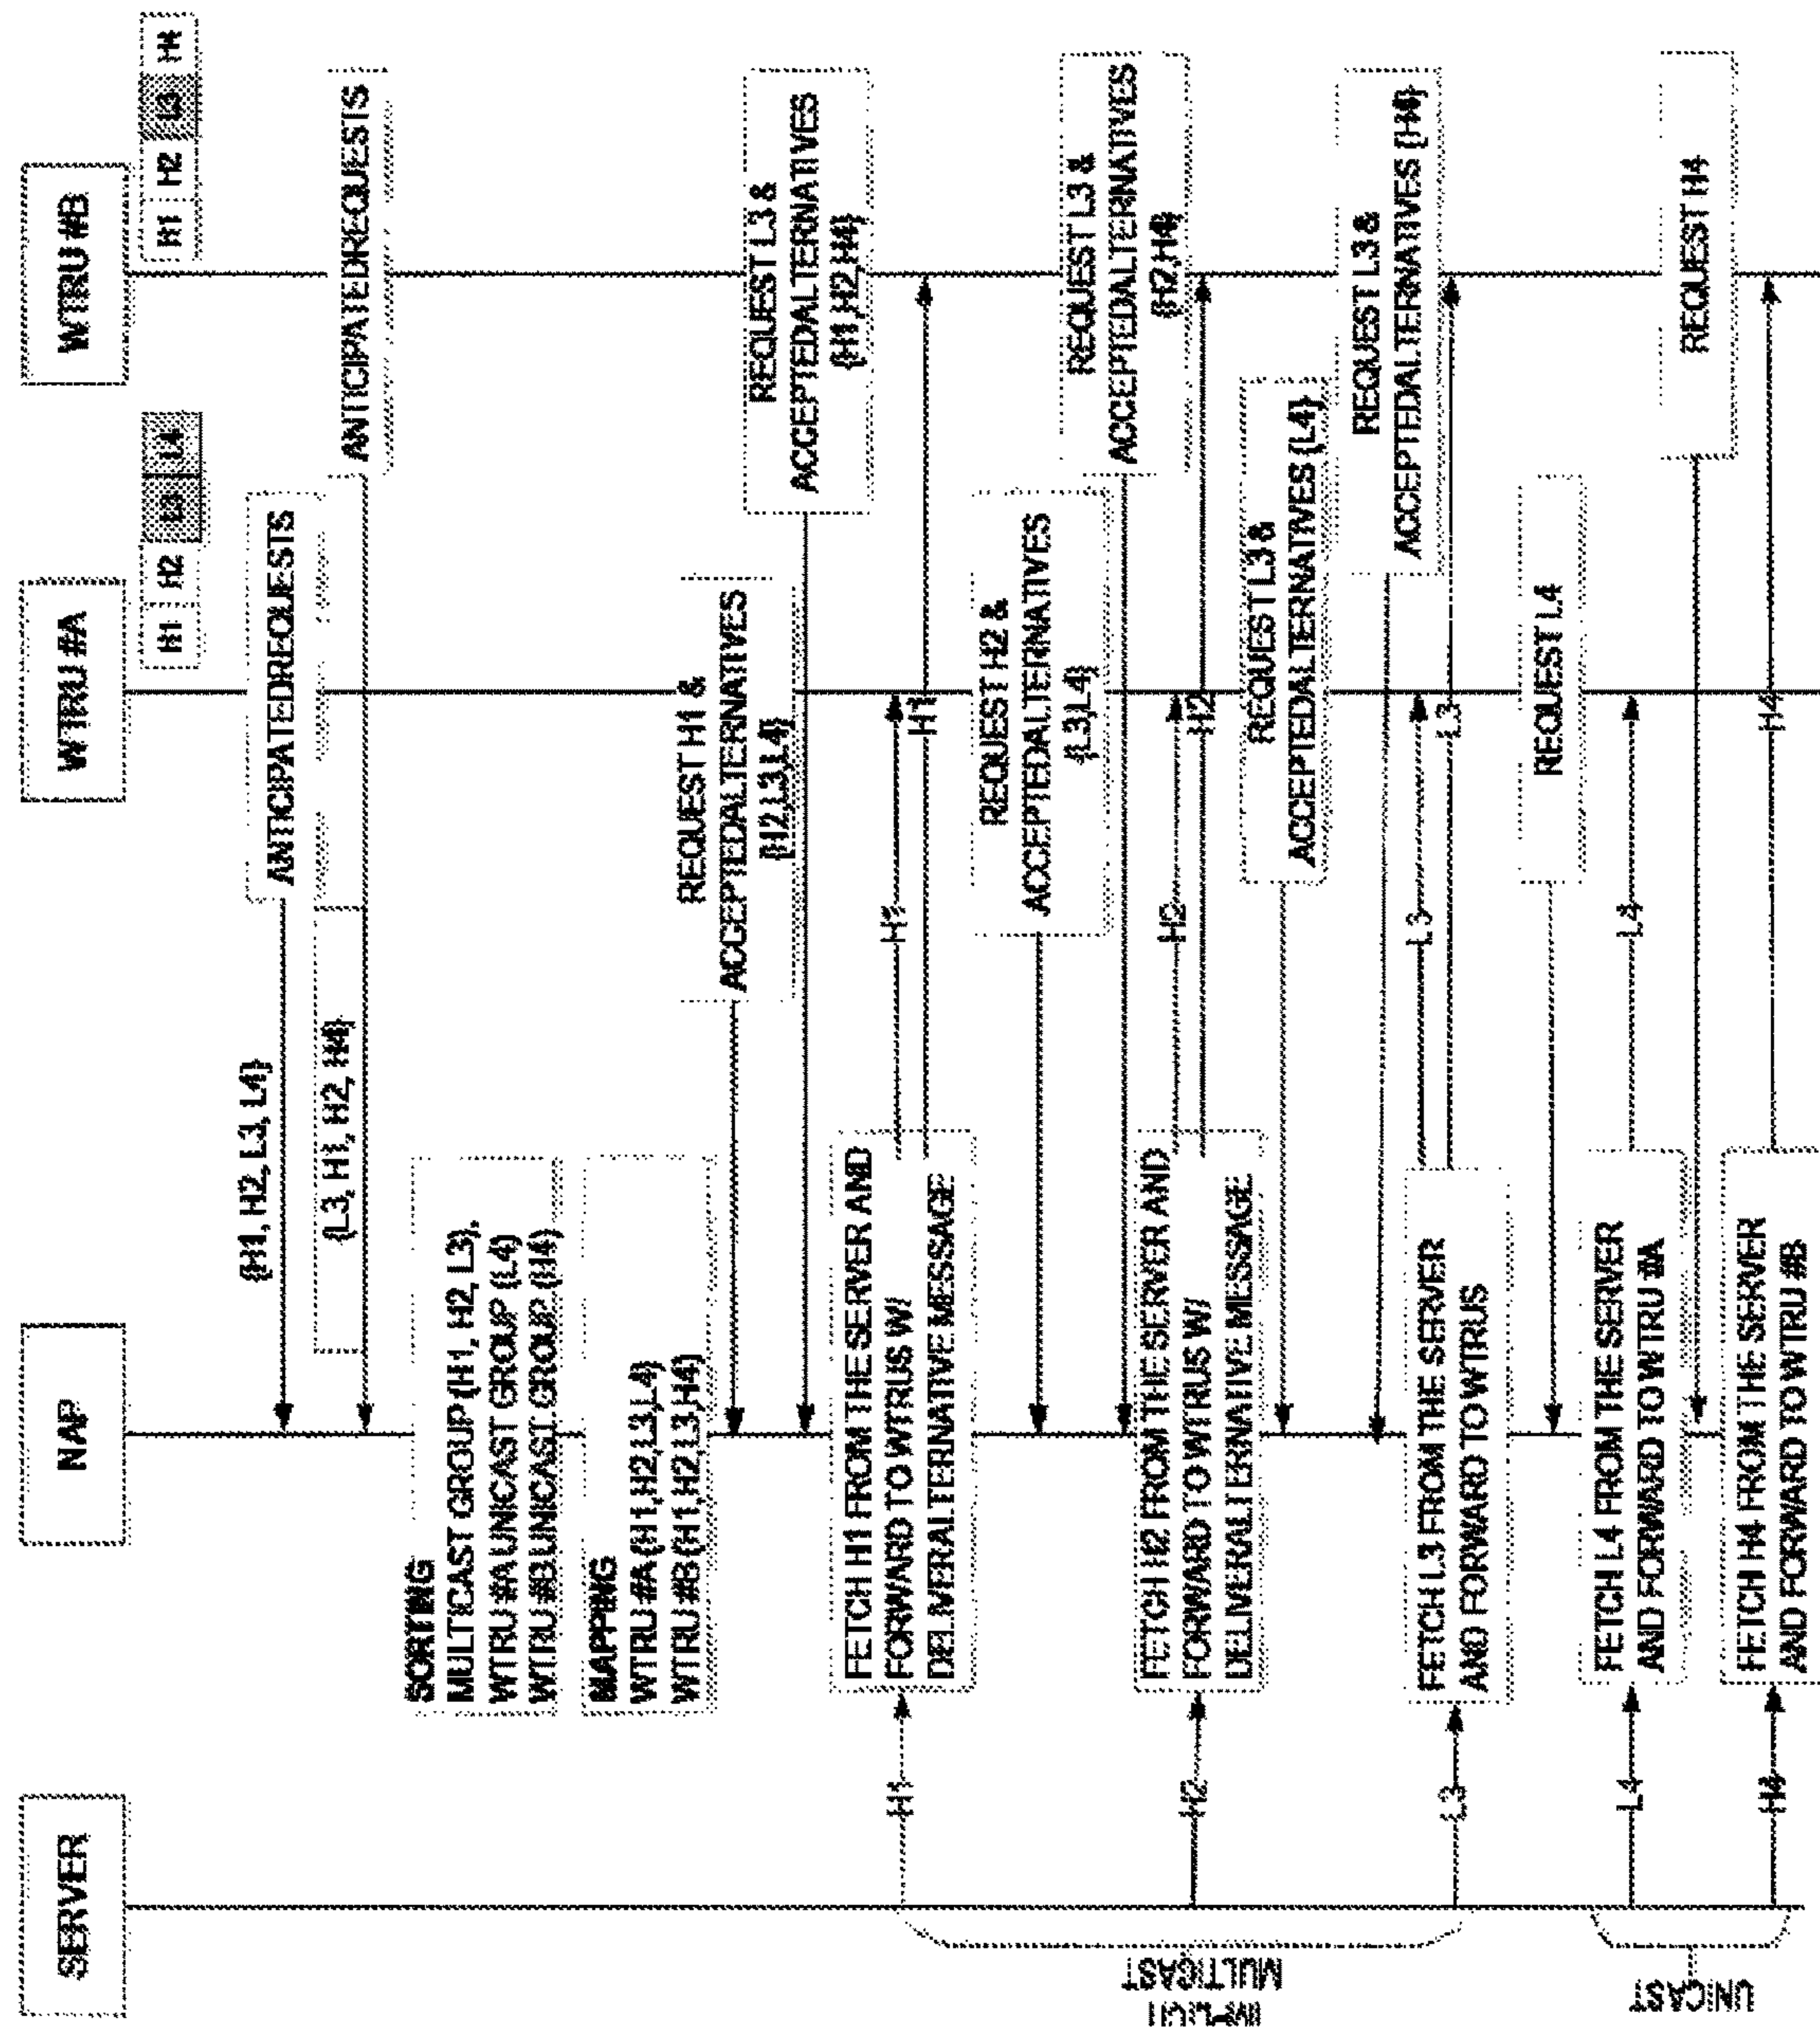 SERVER
NAP
WTRU #A
WTRU #B
H1 H2 L3 L4
H1 H2 L3 H4
ANTICIPATEDREQUESTS
{H1, H2, L3, L4}
ANTICIPATEDREQUESTS
{L3, H1, H2, H4}
SORTING
MULTICAST GROUP {H1, H2, L3},
WTRU #A UNICAST GROUP {L4}
WTRU #B UNICAST GROUP {H4}
MAPPING
WTRU #A {H1,H2,L3,L4}
WTRU #B {H1,H2,L3,H4}
REQUEST H1 &
ACCEPTEDALTERNATIVES
{H2,L3,L4}
REQUEST L3 &
ACCEPTEDALTERNATIVES
{H1,H2,H4}
H1
FETCH H1 FROM THE SERVER AND
FORWARD TO WTRUS W/
DELIVERALTERNATIVE MESSAGE
H1
H1
REQUEST H2 &
ACCEPTEDALTERNATIVES
{L3,L4}
REQUEST L3 &
ACCEPTEDALTERNATIVES
{H2,H4}
H2
FETCH H2 FROM THE SERVER AND
FORWARD TO WTRUS W/
DELIVERALTERNATIVE MESSAGE
H2
H2
REQUEST L3 &
ACCEPTEDALTERNATIVES {L4}
REQUEST L3 &
ACCEPTEDALTERNATIVES {H4}
L3
FETCH L3 FROM THE SERVER
AND FORWARD TO WTRUS
L3
L3
REQUEST L4
L4
FETCH L4 FROM THE SERVER
AND FORWARD TO WTRU #A
L4
REQUEST H4
H4
FETCH H4 FROM THE SERVER
AND FORWARD TO WTRU #B
H4
IMPLICIT
MULTICAST
UNICAST